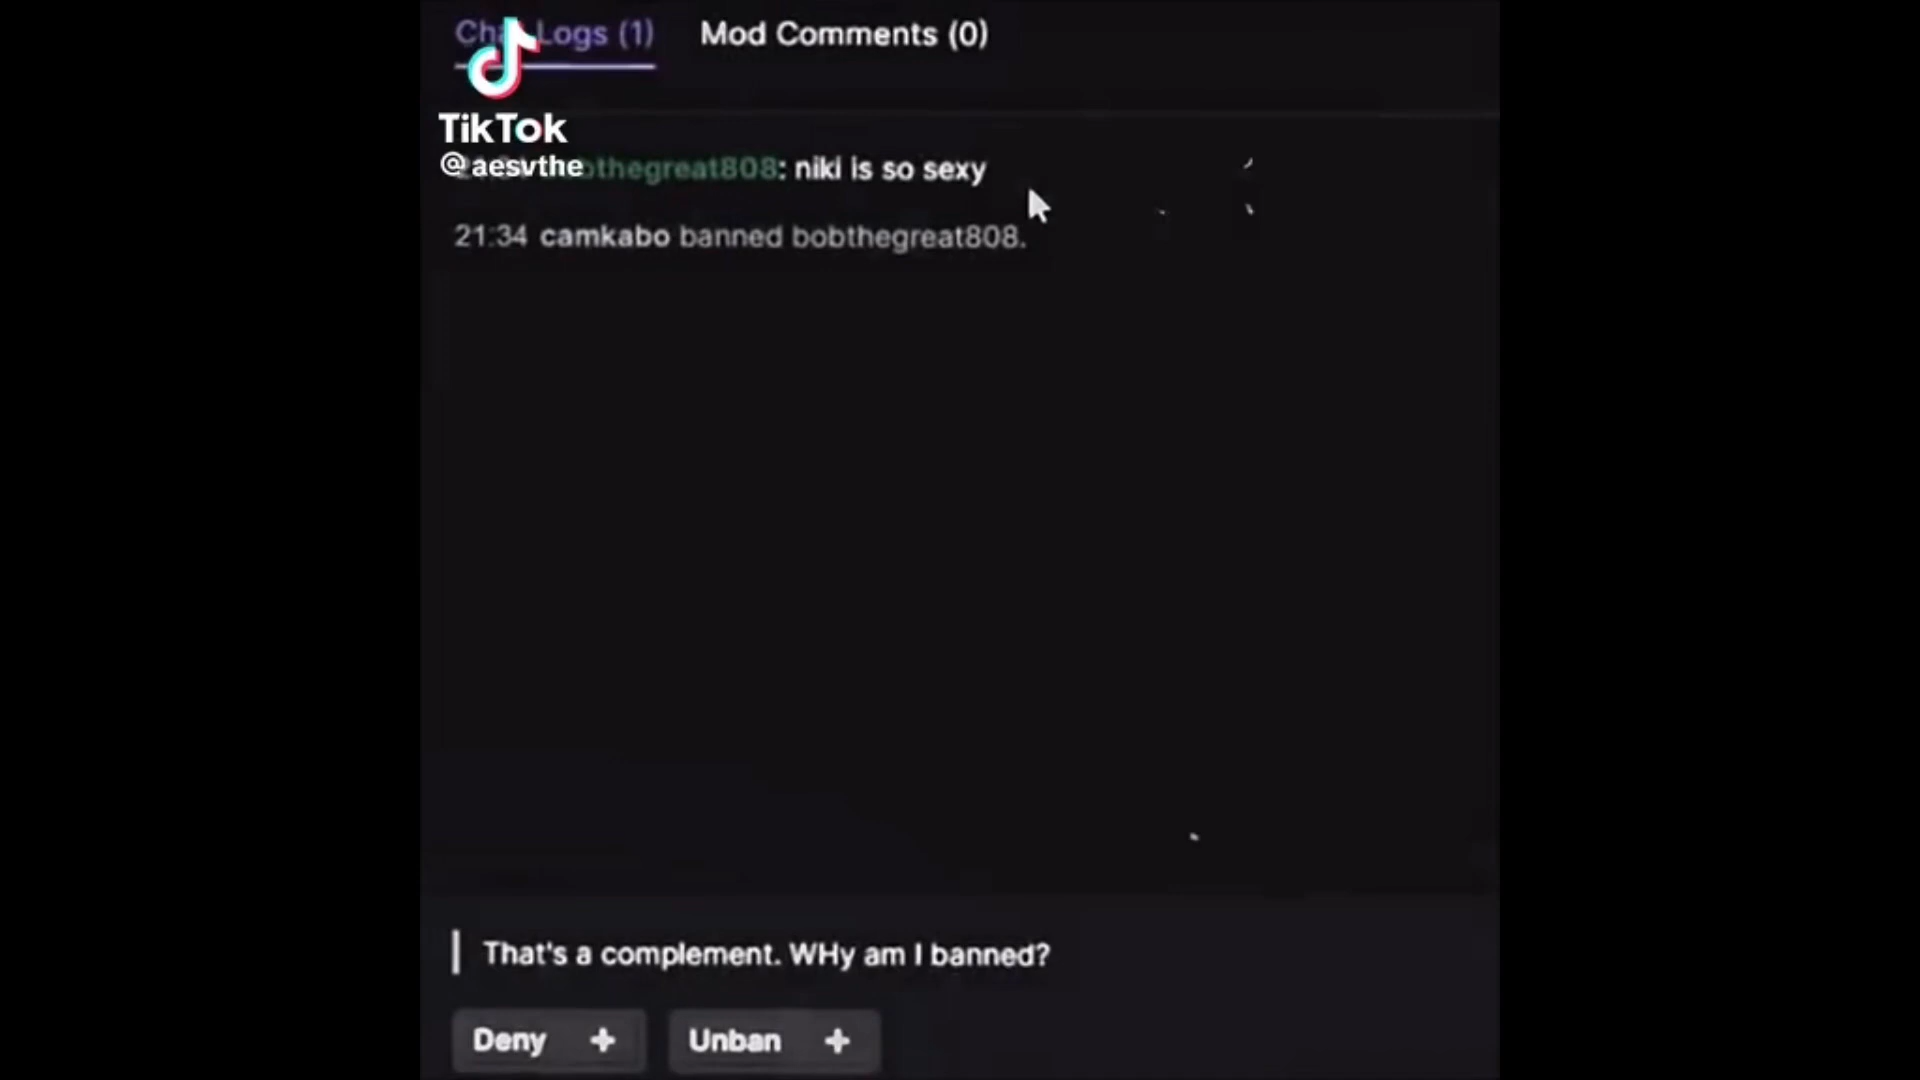 Chat Logs (1) Mod Comments (0)
TikTok
@aesvthe
bthegreat808: niki is so sexy
21:34 camkabo banned bobthegreat808.
That's a complement. WHy am I banned?
Deny +
Unban +